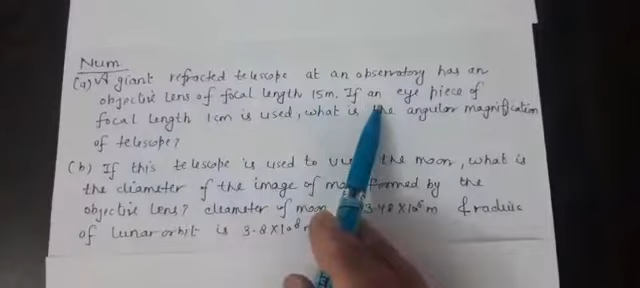 Num.
(a) A giant refracted telescope at an observatory has an
objective lens of focal length 15m. If an eye piece of
focal length 1cm is used, what is the angular magnification
of telescope?
(b) If this telescope is used to the moon, what is
the diameter of the image of formed by the
objective lens? diameter of moon 3.48 × 10⁶m & radius
of lunar orbit is 3.8 × 10⁸